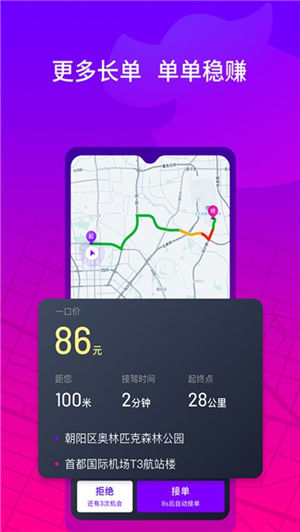 更多长单 单单稳赚
终
起
一口价
86元
距您 接驾时间 起终点
100米 2分钟 28公里
朝阳区奥林匹克森林公园
首都国际机场T3航站楼
拒绝 接单
还有3次机会 8s后自动接单